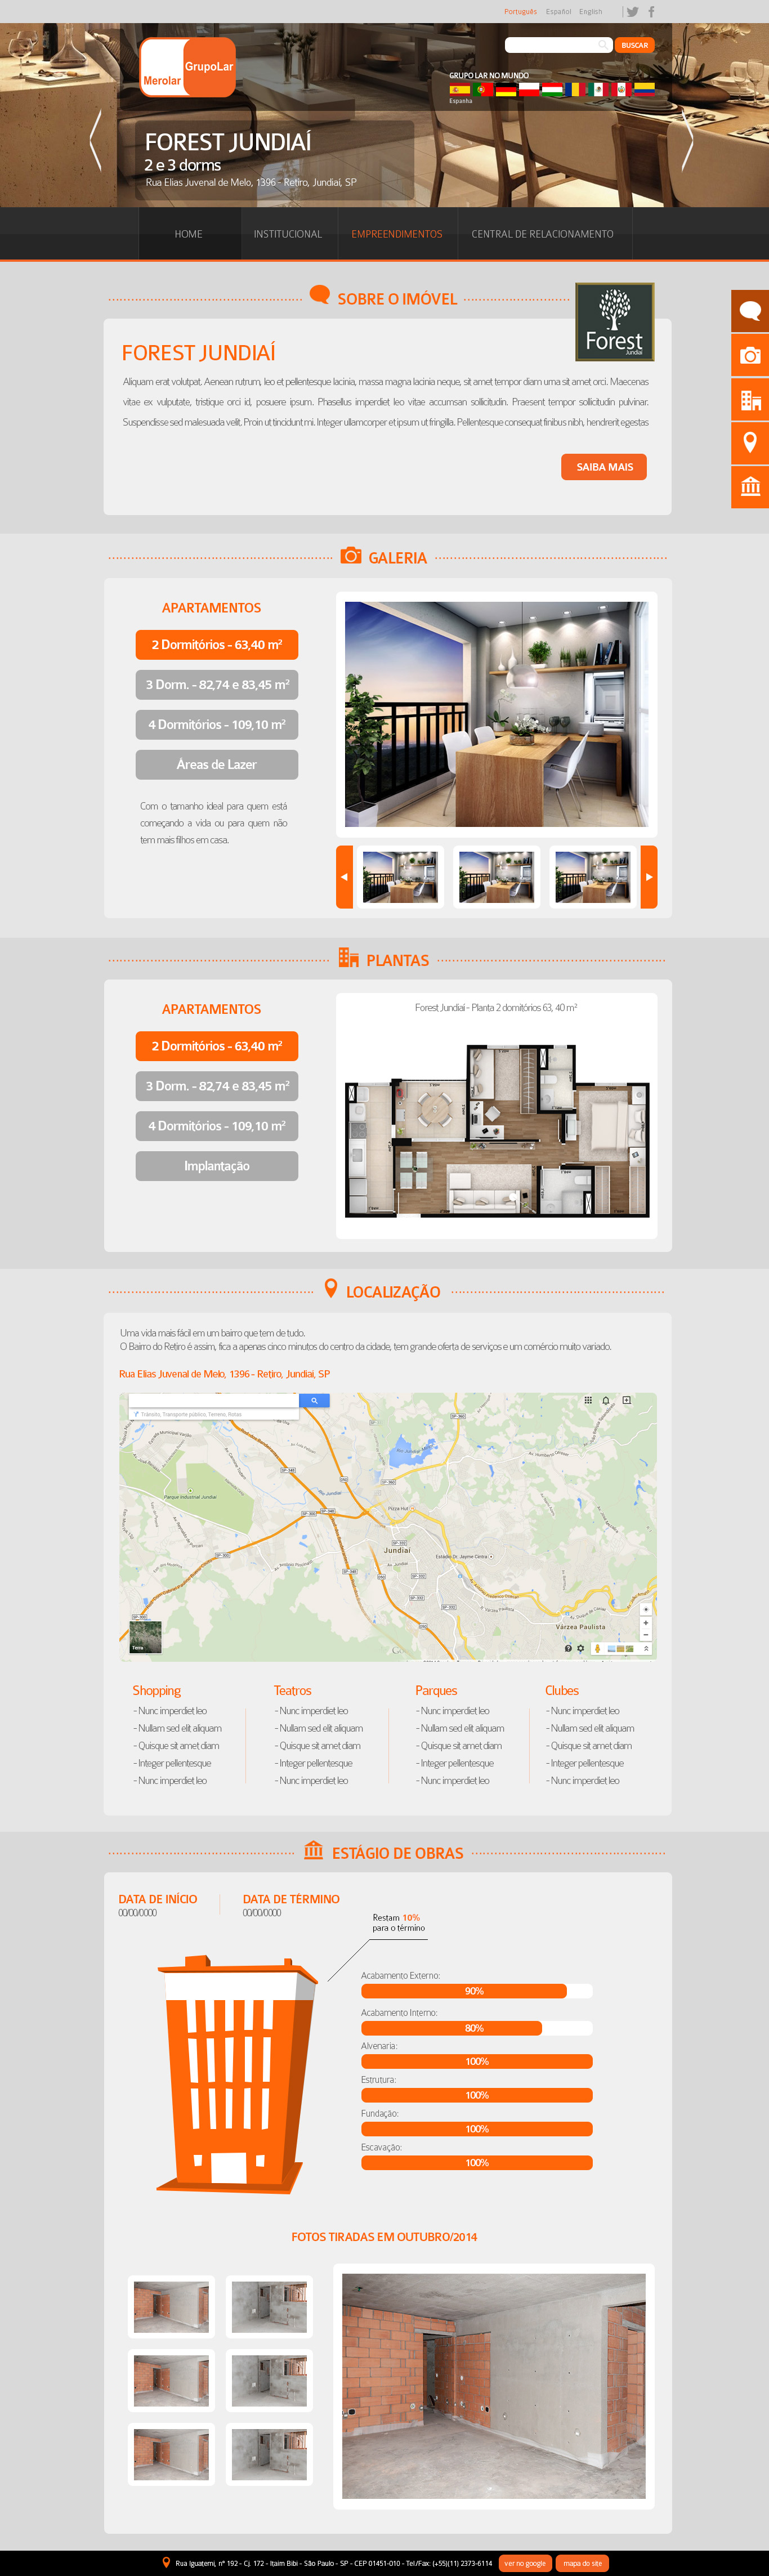 Português Español English
BUSCAR
Merolar GrupoLar
GRUPO LAR NO MUNDO
Espanha
FOREST JUNDIAÍ
2 e 3 dorms
Rua Elias Juvenal de Melo, 1396 - Retiro, Jundiaí, SP
HOME INSTITUCIONAL EMPREENDIMENTOS CENTRAL DE RELACIONAMENTO
SOBRE O IMÓVEL
Forest
Jundiaí
FOREST JUNDIAÍ
Aliquam erat volutpat. Aenean rutrum, leo et pellentesque lacinia, massa magna lacinia neque, sit amet tempor diam urna sit amet orci. Maecenas
vitae ex vulputate, tristique orci id, posuere ipsum. Phasellus imperdiet leo vitae accumsan sollicitudin. Praesent tempor sollicitudin pulvinar.
Suspendisse sed malesuada velit. Proin ut tincidunt mi. Integer ullamcorper et ipsum ut fringilla. Pellentesque consequat finibus nibh, hendrerit egestas
SAIBA MAIS
GALERIA
APARTAMENTOS
2 Dormitórios - 63,40 m²
3 Dorm. - 82,74 e 83,45 m²
4 Dormitórios - 109,10 m²
Áreas de Lazer
Com o tamanho ideal para quem está
começando a vida ou para quem não
tem mais filhos em casa.
PLANTAS
APARTAMENTOS
2 Dormitórios - 63,40 m²
3 Dorm. - 82,74 e 83,45 m²
4 Dormitórios - 109,10 m²
Implantação
Forest Jundiaí - Planta 2 domitórios 63, 40 m²
LOCALIZAÇÃO
Uma vida mais fácil em um bairro que tem de tudo.
O Bairro do Retiro é assim, fica a apenas cinco minutos do centro da cidade, tem grande oferta de serviços e um comércio muito variado.
Rua Elias Juvenal de Melo, 1396 - Retiro, Jundiaí, SP
Trânsito, Transporte público, Terreno, Rotas
Parque Industrial Jundiaí
Jundiaí
Estádio Dr. Jayme Cintra
Várzea Paulista
Terra
Google
Shopping
- Nunc imperdiet leo
- Nullam sed elit aliquam
- Quisque sit amet diam
- Integer pellentesque
- Nunc imperdiet leo
Teatros
- Nunc imperdiet leo
- Nullam sed elit aliquam
- Quisque sit amet diam
- Integer pellentesque
- Nunc imperdiet leo
Parques
- Nunc imperdiet leo
- Nullam sed elit aliquam
- Quisque sit amet diam
- Integer pellentesque
- Nunc imperdiet leo
Clubes
- Nunc imperdiet leo
- Nullam sed elit aliquam
- Quisque sit amet diam
- Integer pellentesque
- Nunc imperdiet leo
ESTÁGIO DE OBRAS
DATA DE INÍCIO
00/00/0000
DATA DE TÉRMINO
00/00/0000
Restam 10%
para o término
Acabamento Externo:
90%
Acabamento Interno:
80%
Alvenaria:
100%
Estrutura:
100%
Fundação:
100%
Escavação:
100%
FOTOS TIRADAS EM OUTUBRO/2014
Rua Iguatemi, nº 192 - Cj. 172 - Itaim Bibi - São Paulo - SP - CEP 01451-010 - Tel/Fax: (+55)(11) 2373-6114 ver no google mapa do site